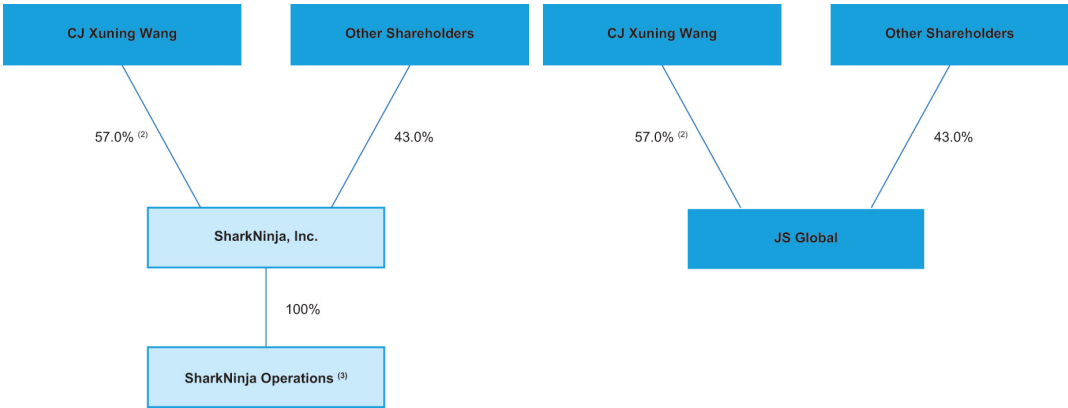 CJ Xuning Wang
Other Shareholders
CJ Xuning Wang
Other Shareholders
57.0% (2)
43.0%
57.0% (2)
43.0%
SharkNinja, Inc.
JS Global
100%
SharkNinja Operations (3)